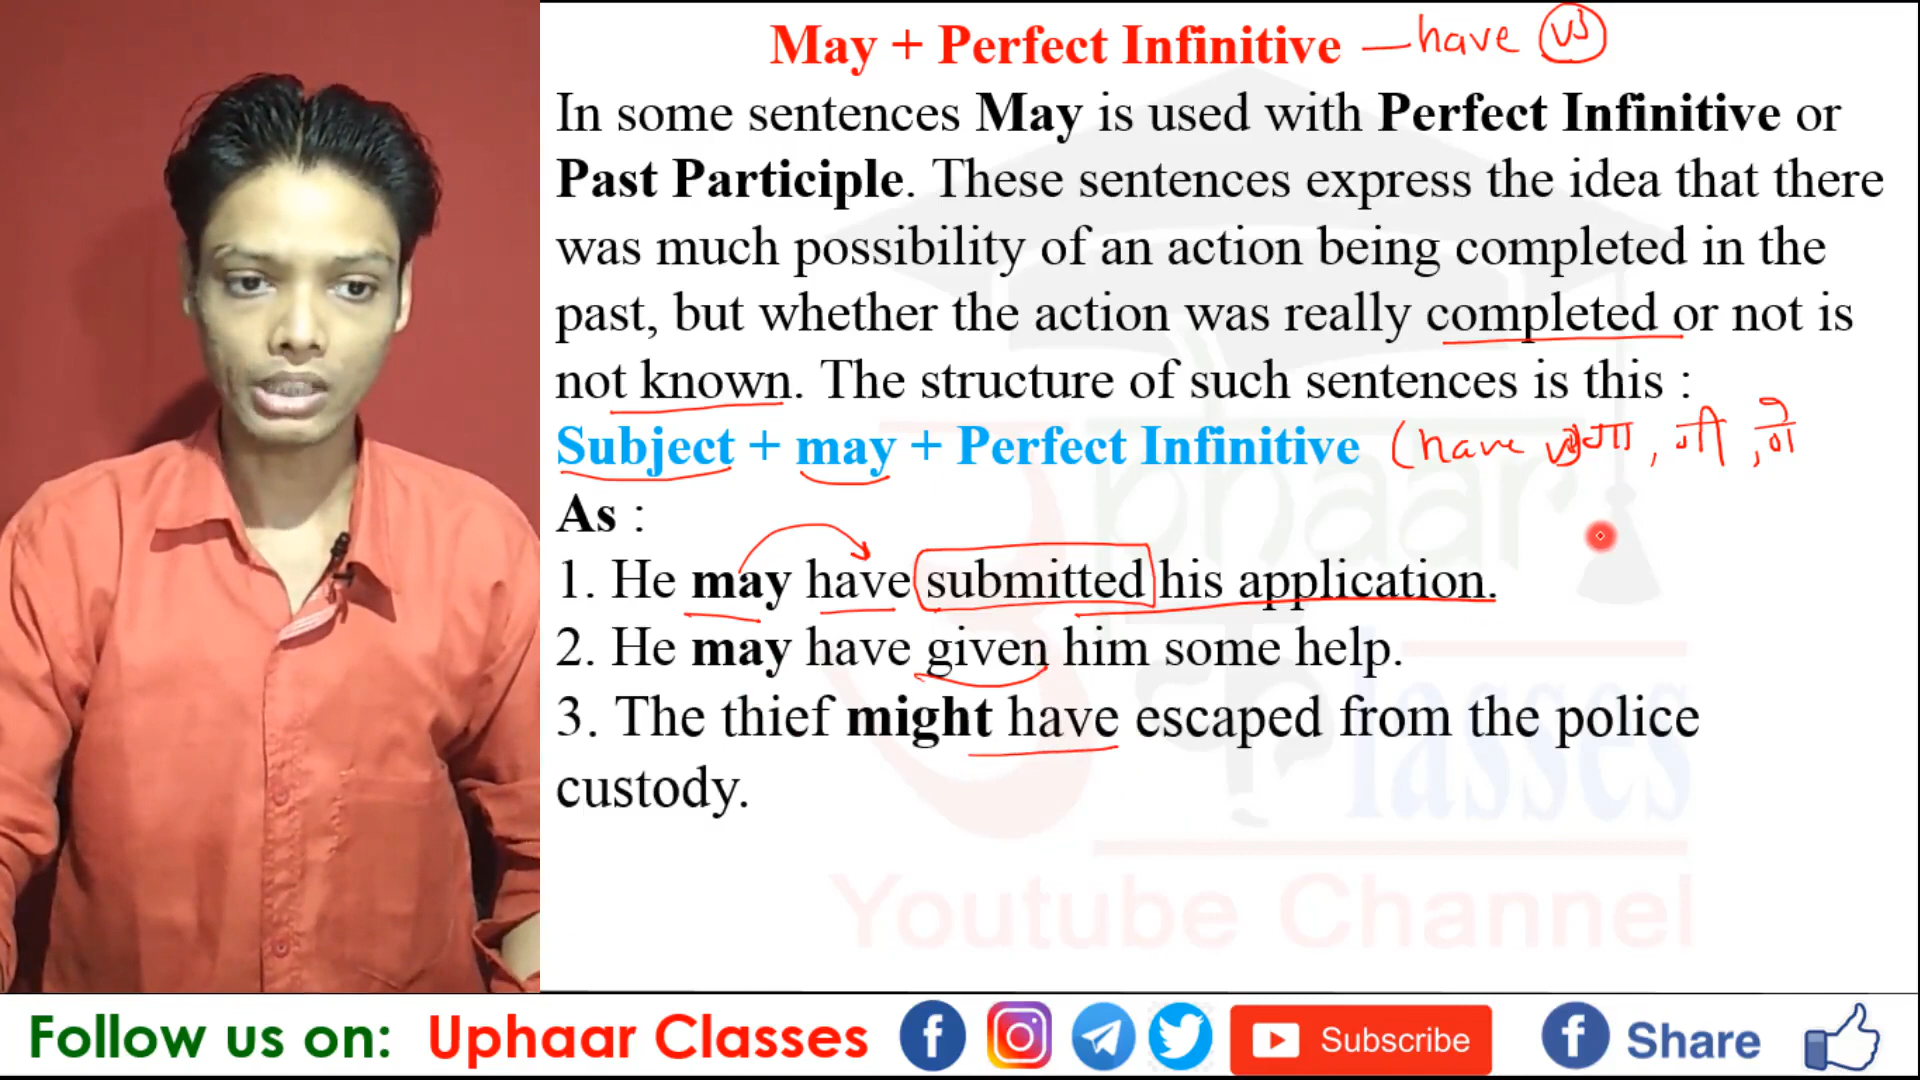 May + Perfect Infinitive — have V3
In some sentences May is used with Perfect Infinitive or
Past Participle. These sentences express the idea that there
was much possibility of an action being completed in the
past, but whether the action was really completed or not is
not known. The structure of such sentences is this :
Subject + may + Perfect Infinitive (have V3 गा, गी, गे
As :
1. He may have submitted his application.
2. He may have given him some help.
3. The thief might have escaped from the police
custody.
Uphaar
Classes
Youtube Channel
Follow us on: Uphaar Classes Subscribe Share